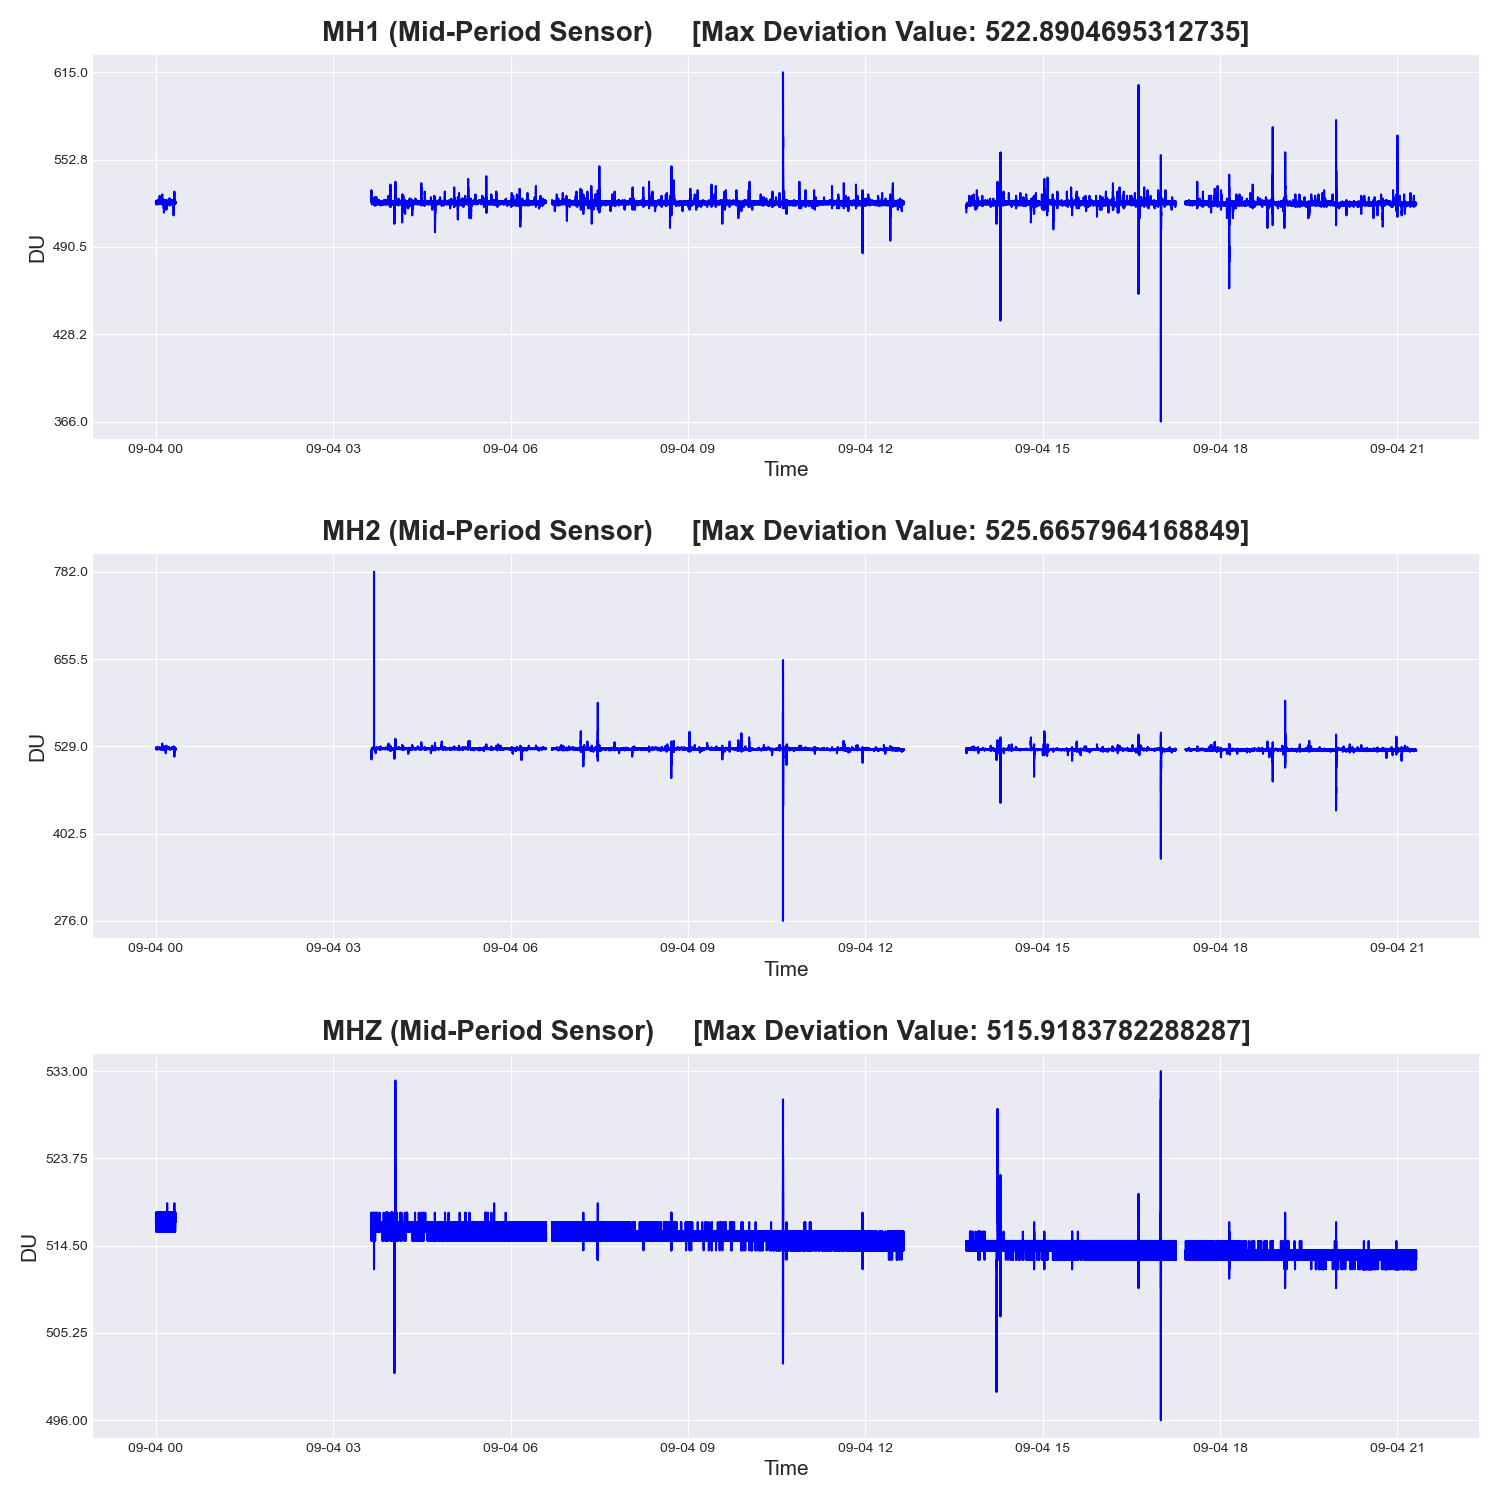 MH1 (Mid-Period Sensor) [Max Deviation Value: 522.8904695312735]
615.0
552.8
490.5
428.2
366.0
DU
09-04 00 09-04 03 09-04 06 09-04 09 09-04 12 09-04 15 09-04 18 09-04 21
Time
MH2 (Mid-Period Sensor) [Max Deviation Value: 525.6657964168849]
782.0
655.5
529.0
402.5
276.0
DU
09-04 00 09-04 03 09-04 06 09-04 09 09-04 12 09-04 15 09-04 18 09-04 21
Time
MHZ (Mid-Period Sensor) [Max Deviation Value: 515.9183782288287]
533.00
523.75
514.50
505.25
496.00
DU
09-04 00 09-04 03 09-04 06 09-04 09 09-04 12 09-04 15 09-04 18 09-04 21
Time